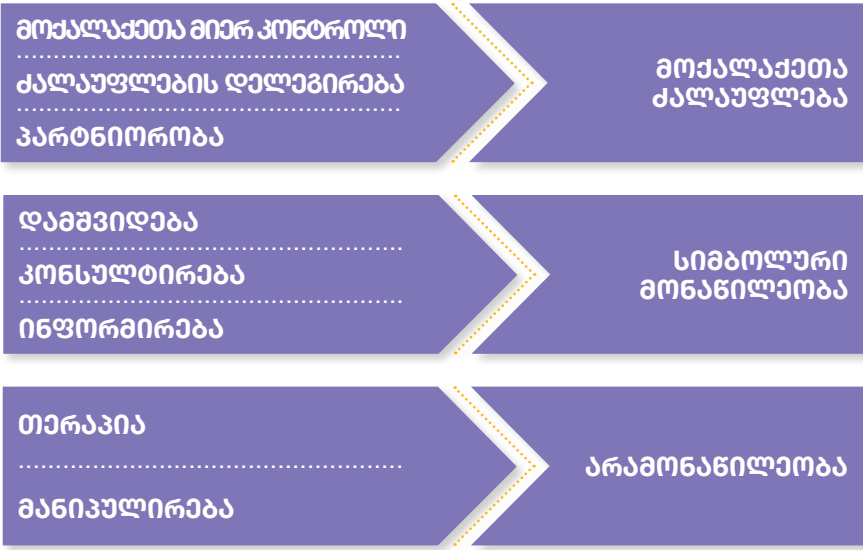 მოქალაქეთა მიერ კონტროლი
ძალაუფლების დელეგირება
პარტნიორობა
მოქალაქეთა
ძალაუფლება
დამშვიდება
კონსულტირება
ინფორმირება
სიმბოლური
მონაწილეობა
თერაპია
მანიპულირება
არამონაწილეობა